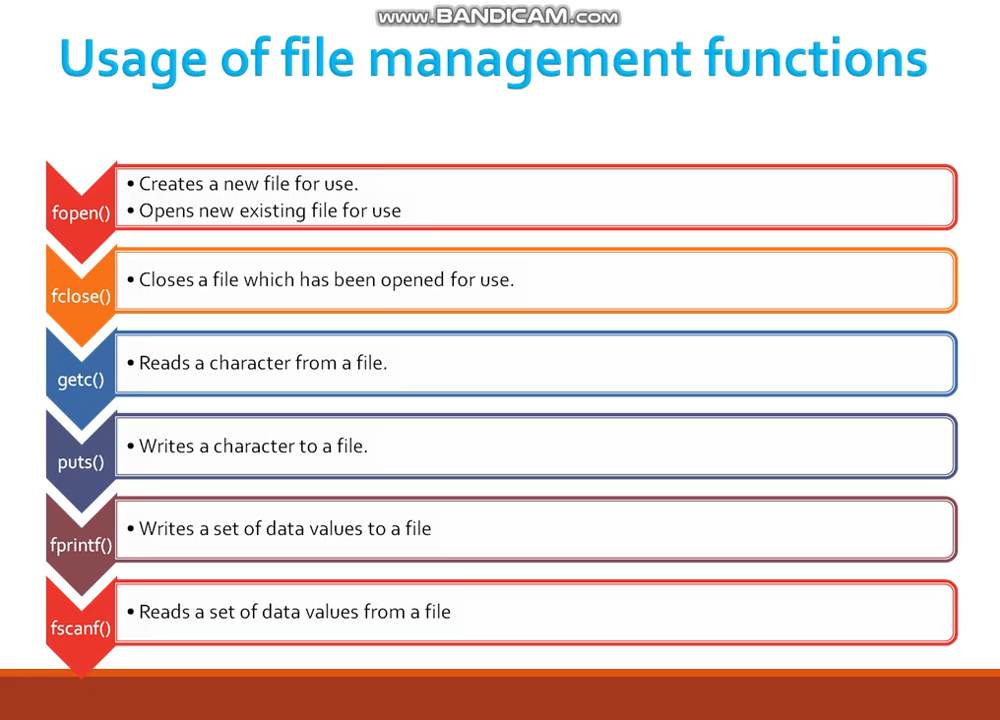 www.BANDICAM.com
Usage of file management functions
fopen()
• Creates a new file for use.
• Opens new existing file for use
fclose()
• Closes a file which has been opened for use.
getc()
• Reads a character from a file.
puts()
• Writes a character to a file.
fprintf()
• Writes a set of data values to a file
fscanf()
• Reads a set of data values from a file